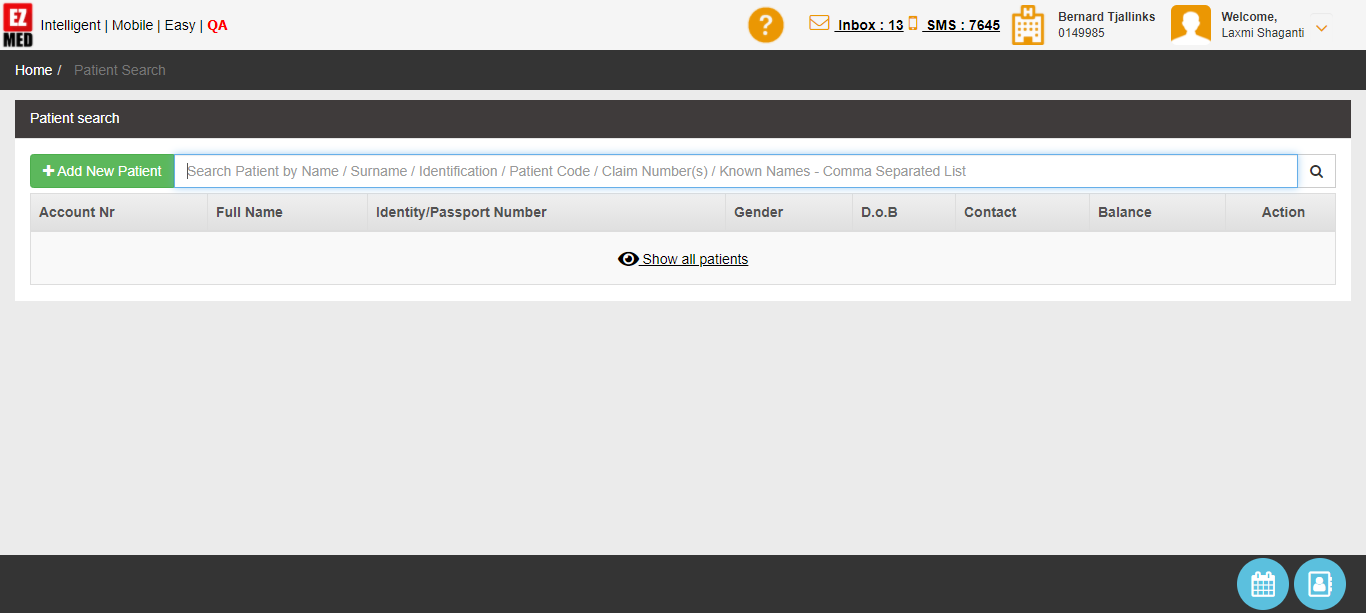 EZ
MED
Intelligent | Mobile | Easy | QA
?
Inbox : 13 SMS : 7645
H
Bernard Tjallinks
0149985
Welcome,
Laxmi Shaganti
Home / Patient Search
Patient search
Add New Patient
Search Patient by Name / Surname / Identification / Patient Code / Claim Number(s) / Known Names - Comma Separated List
Account Nr Full Name Identity/Passport Number Gender D.o.B Contact Balance Action
Show all patients